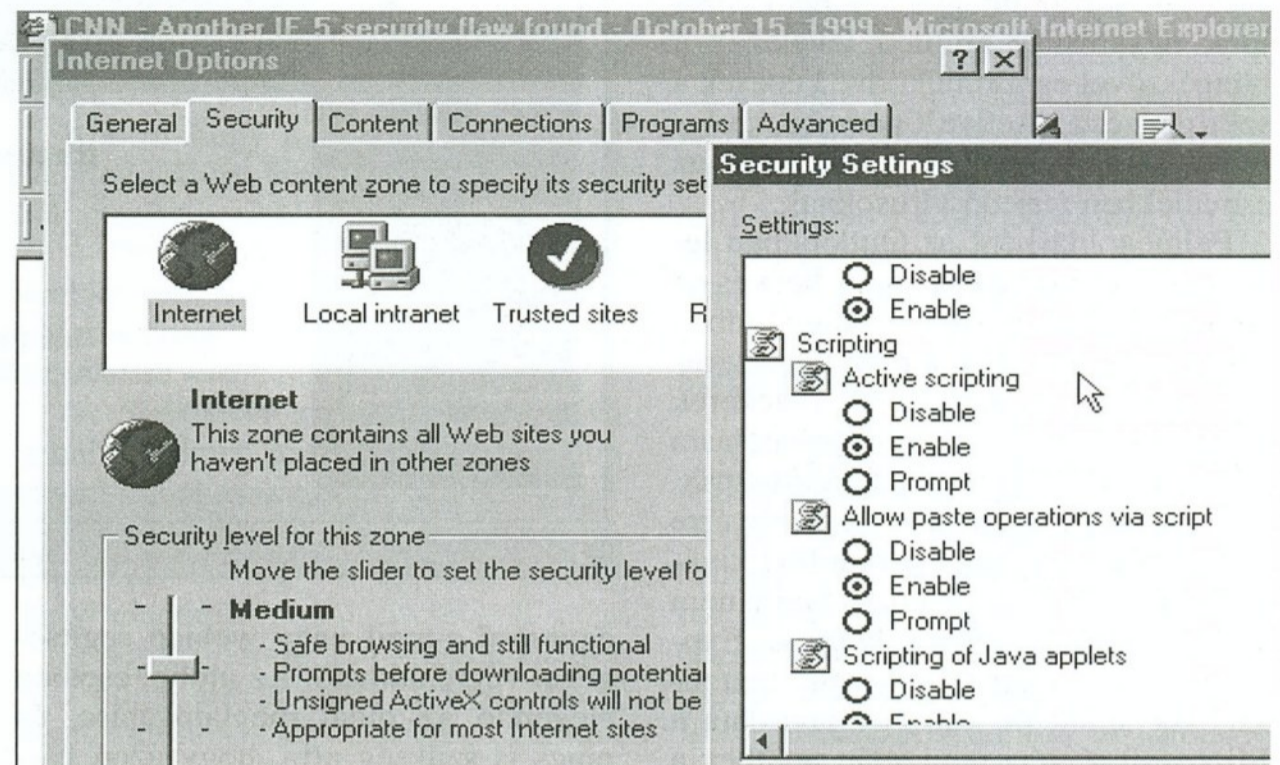 CNN - Another IE 5 security flaw found - October 15, 1999 - Microsoft Internet Explorer
Internet Options
? X
General Security Content Connections Programs Advanced
Select a Web content zone to specify its security set
Internet Local intranet Trusted sites R
Internet
This zone contains all Web sites you
haven't placed in other zones
Security level for this zone
Move the slider to set the security level fo
Medium
- Safe browsing and still functional
- Prompts before downloading potential
- Unsigned ActiveX controls will not be
- Appropriate for most Internet sites
Security Settings
Settings:
Disable
Enable
Scripting
Active scripting
Disable
Enable
Prompt
Allow paste operations via script
Disable
Enable
Prompt
Scripting of Java applets
Disable
Enable